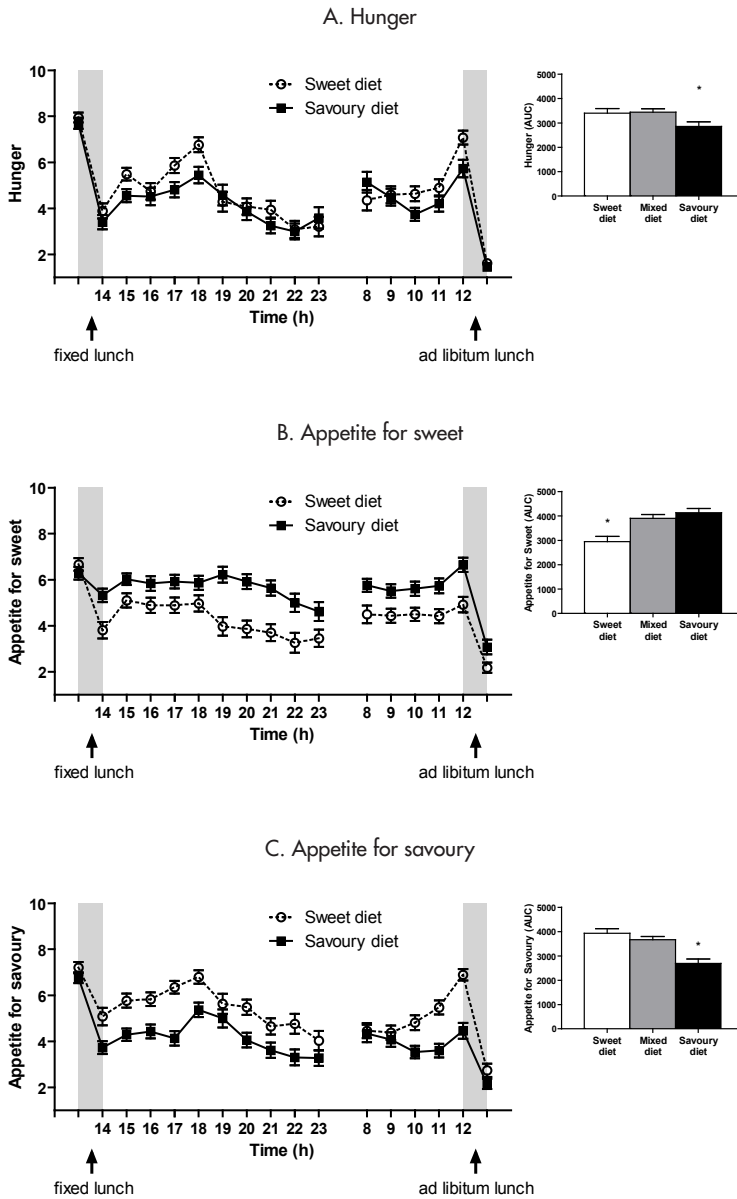 A. Hunger
10
8
6
4
2
Hunger
Sweet diet
Savoury diet
14 15 16 17 18 19 20 21 22 23 8 9 10 11 12
Time (h)
fixed lunch
ad libitum lunch
5000
4000
3000
2000
1000
0
Hunger (AUC)
*
Sweet diet
Mixed diet
Savoury diet
B. Appetite for sweet
10
8
6
4
2
Appetite for sweet
Sweet diet
Savoury diet
14 15 16 17 18 19 20 21 22 23 8 9 10 11 12
Time (h)
fixed lunch
ad libitum lunch
5000
4000
3000
2000
1000
0
Appetite for Sweet (AUC)
*
Sweet diet
Mixed diet
Savoury diet
C. Appetite for savoury
10
8
6
4
2
Appetite for savoury
Sweet diet
Savoury diet
14 15 16 17 18 19 20 21 22 23 8 9 10 11 12
Time (h)
fixed lunch
ad libitum lunch
5000
4000
3000
2000
1000
0
Appetite for Savoury (AUC)
*
Sweet diet
Mixed diet
Savoury diet